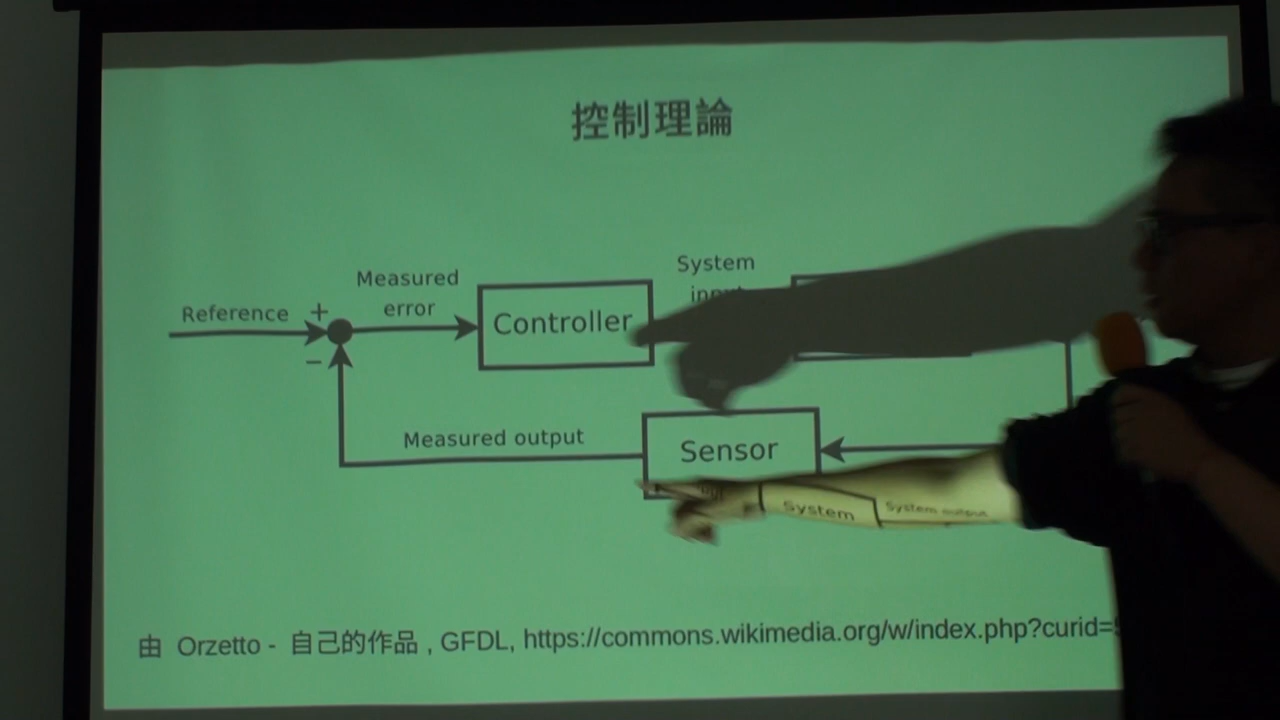 控制理論
Reference
+
−
Measured
error
Controller
System
Measured output
Sensor
System
System output
由 Orzetto - 自己的作品 , GFDL, https://commons.wikimedia.org/w/index.php?curid=